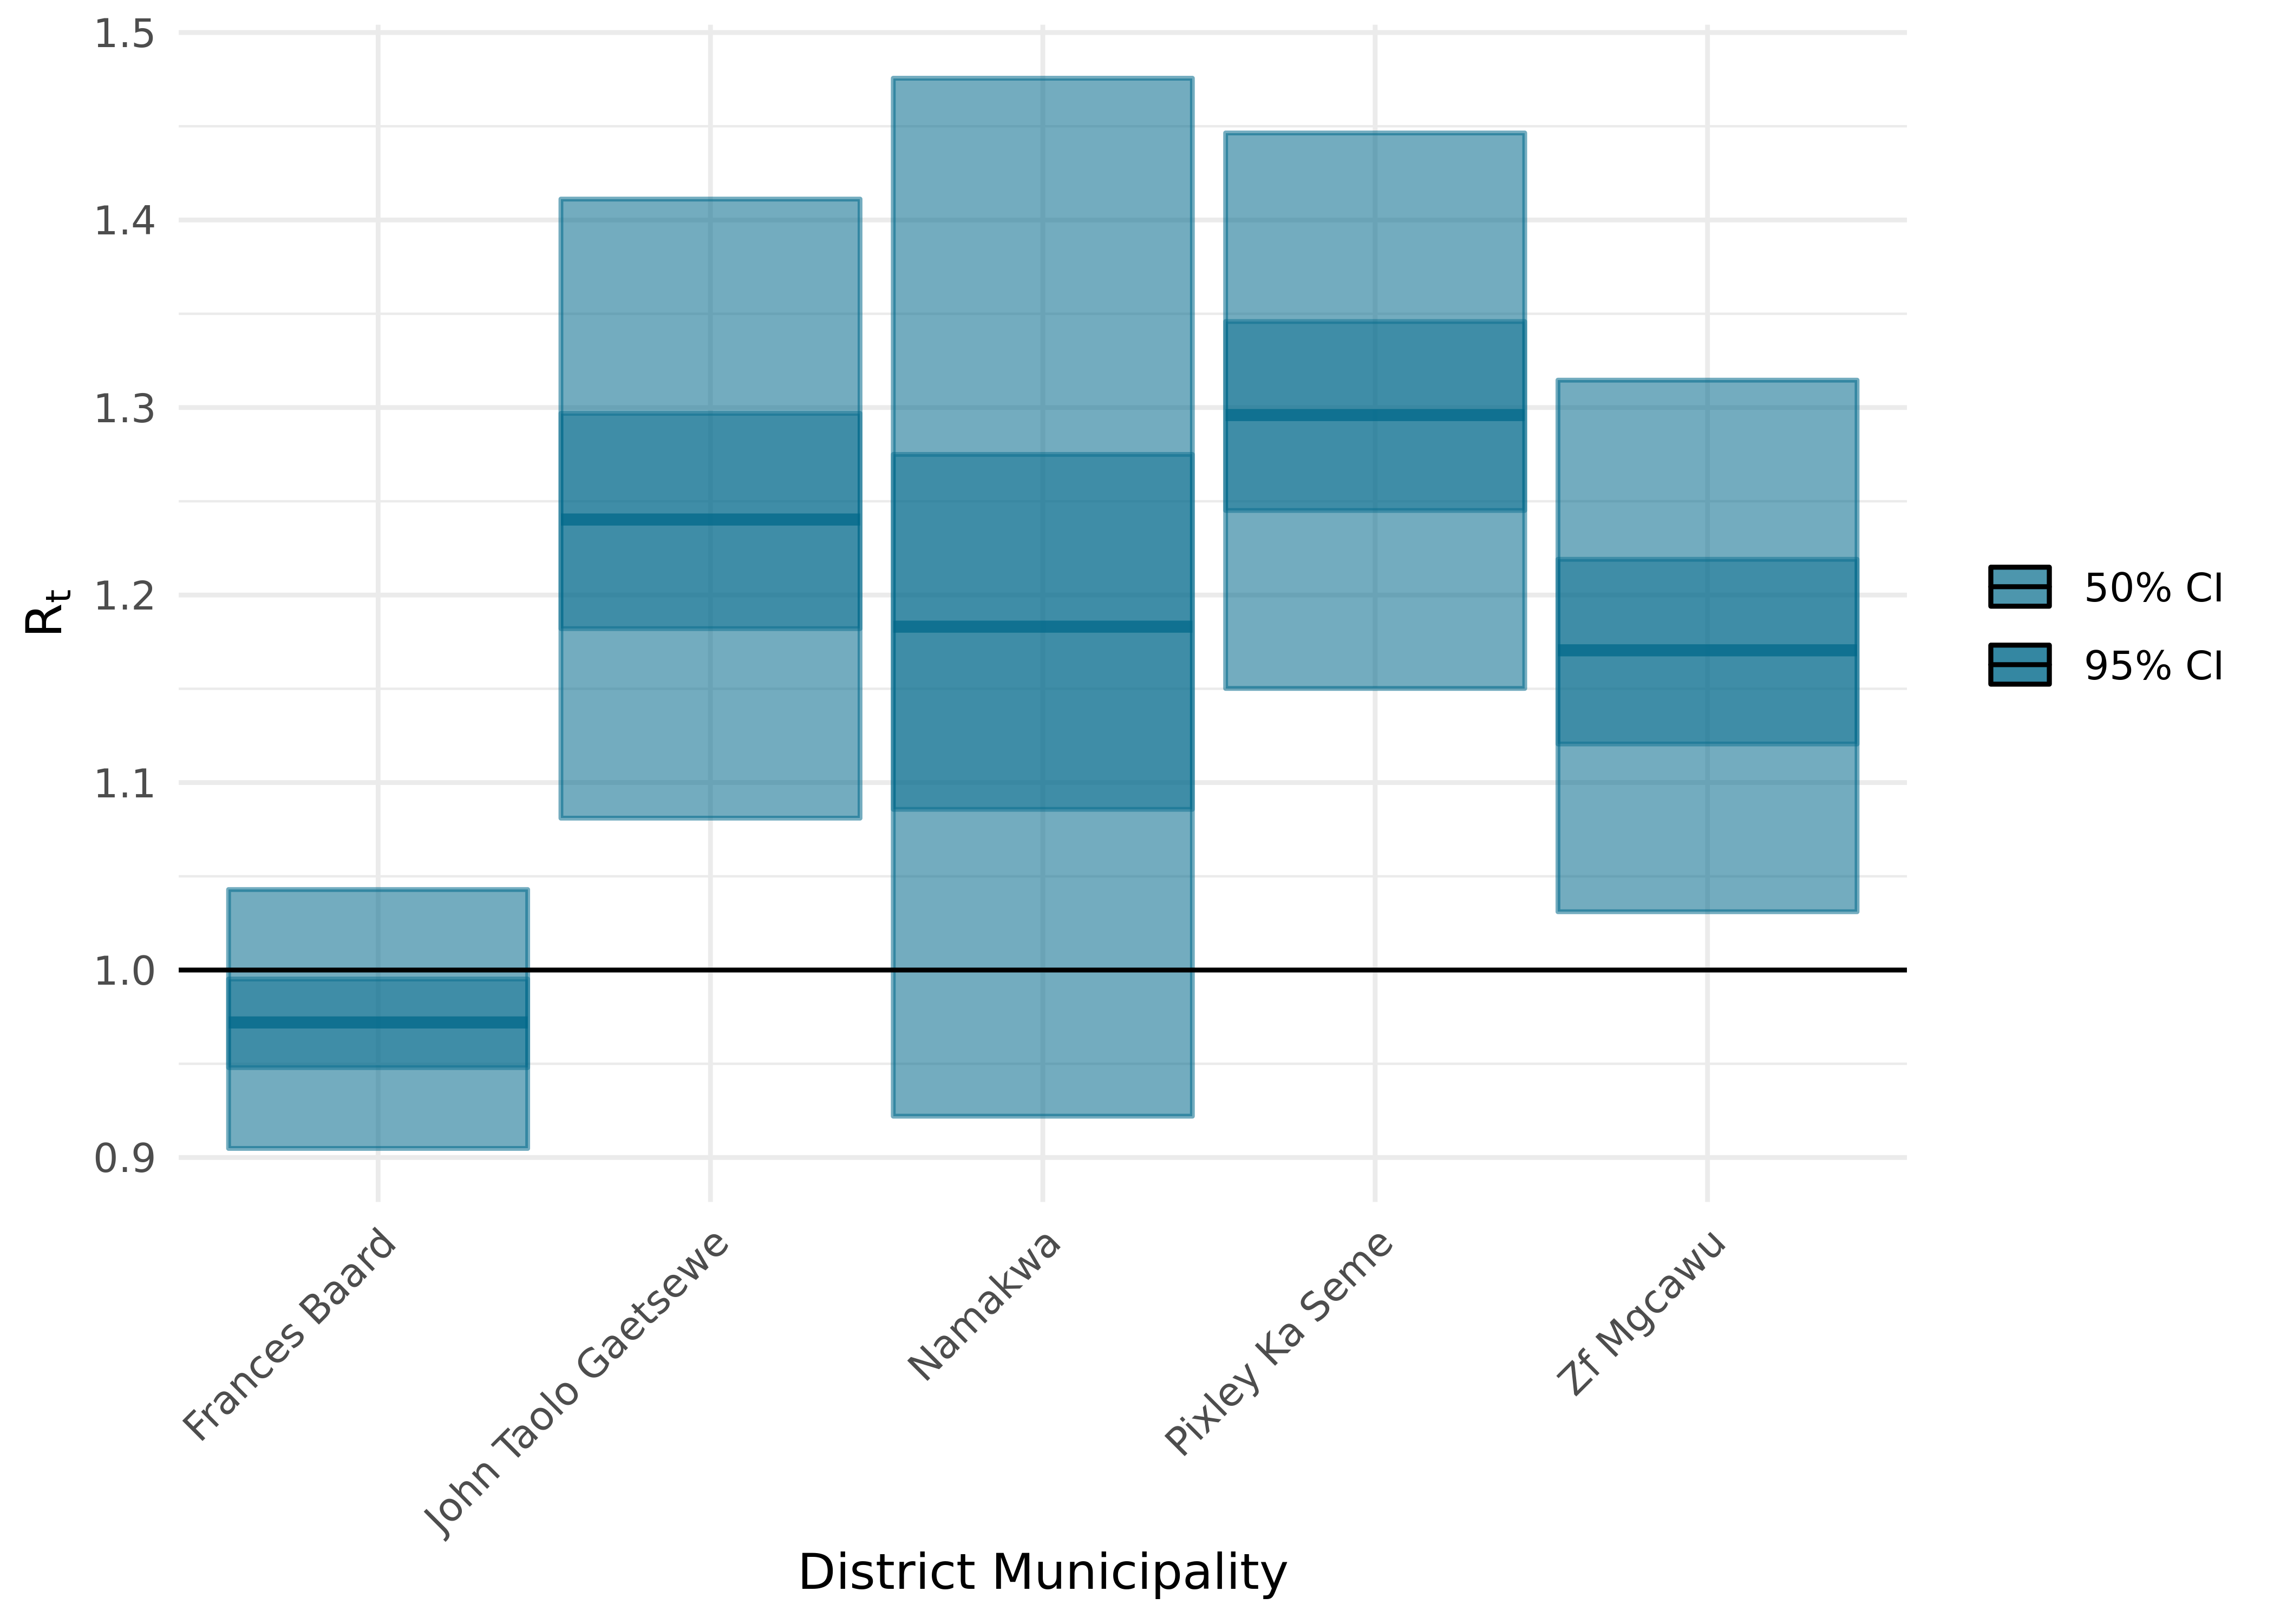 1.5
1.4
1.3
1.2
1.1
1.0
0.9
Rt
Frances Baard
John Taolo Gaetsewe
Namakwa
Pixley Ka Seme
Zf Mgcawu
District Municipality
50% CI
95% CI